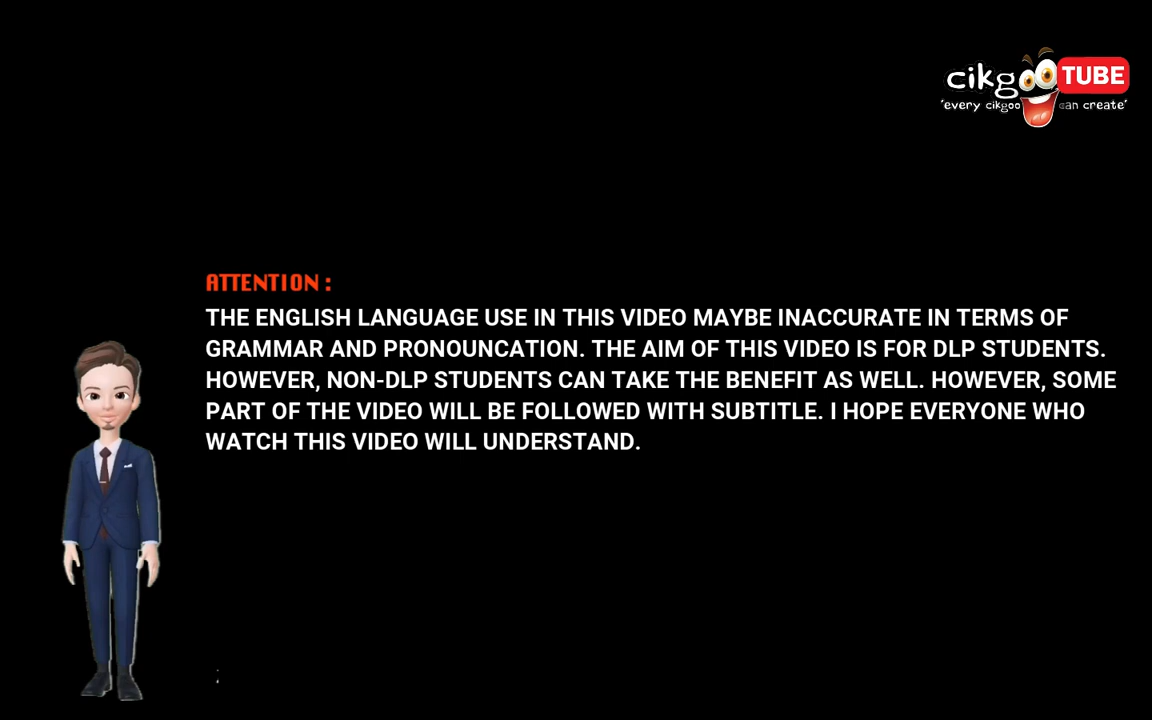 cikgoo TUBE
'every cikgoo can create'
ATTENTION :
THE ENGLISH LANGUAGE USE IN THIS VIDEO MAYBE INACCURATE IN TERMS OF
GRAMMAR AND PRONOUNCATION. THE AIM OF THIS VIDEO IS FOR DLP STUDENTS.
HOWEVER, NON-DLP STUDENTS CAN TAKE THE BENEFIT AS WELL. HOWEVER, SOME
PART OF THE VIDEO WILL BE FOLLOWED WITH SUBTITLE. I HOPE EVERYONE WHO
WATCH THIS VIDEO WILL UNDERSTAND.